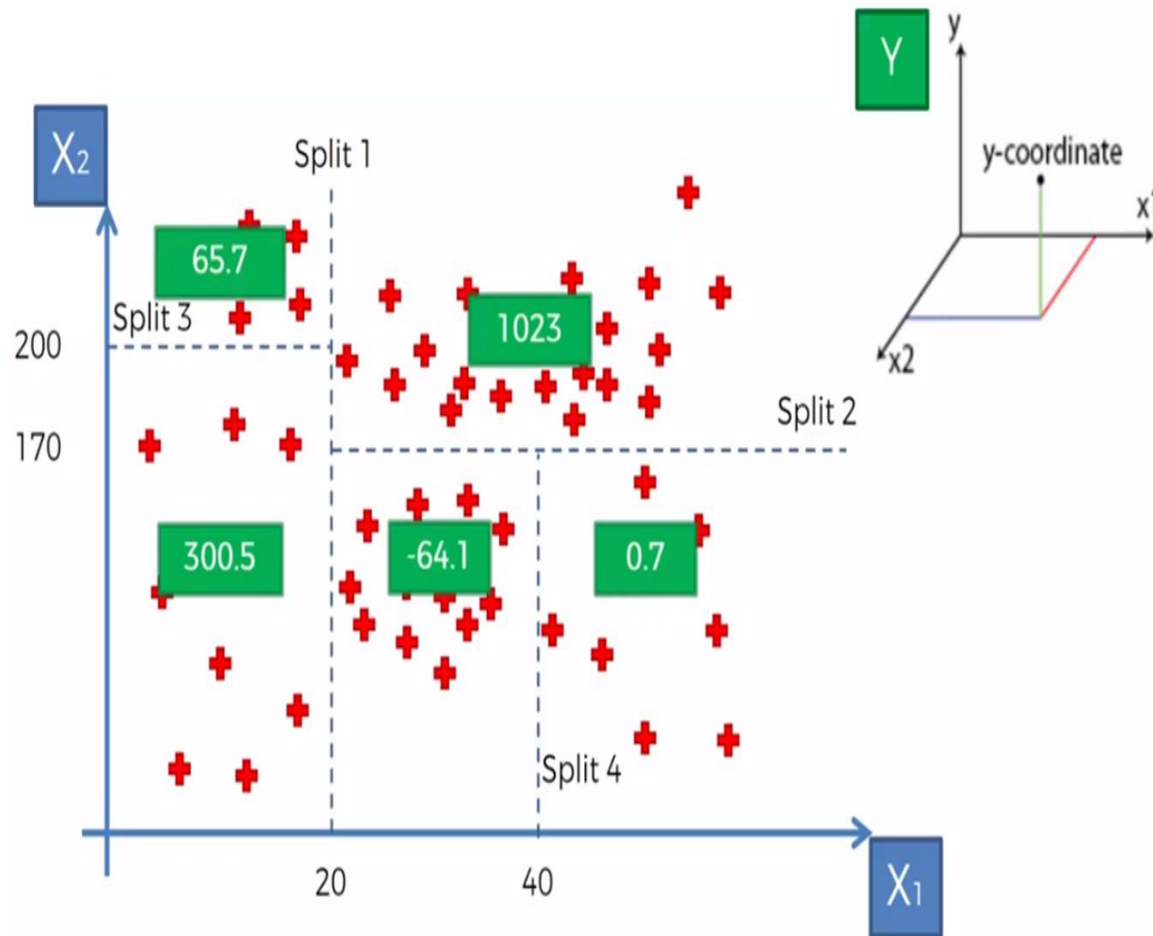 Y
y
y-coordinate
x1
x2
X2
Split 1
65.7
Split 3
200
1023
170
Split 2
300.5
-64.1
0.7
Split 4
20
40
X1